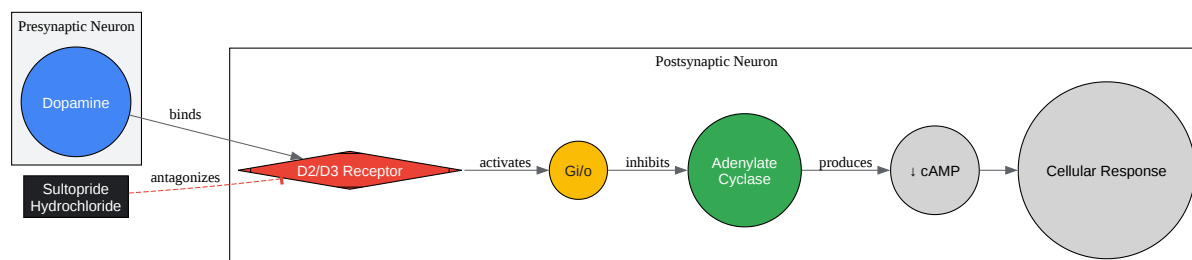 Presynaptic Neuron
Dopamine
Postsynaptic Neuron
binds
D2/D3 Receptor
activates
Gi/o
inhibits
Adenylate
Cyclase
produces
↓ cAMP
Cellular Response
antagonizes
Sultopride
Hydrochloride